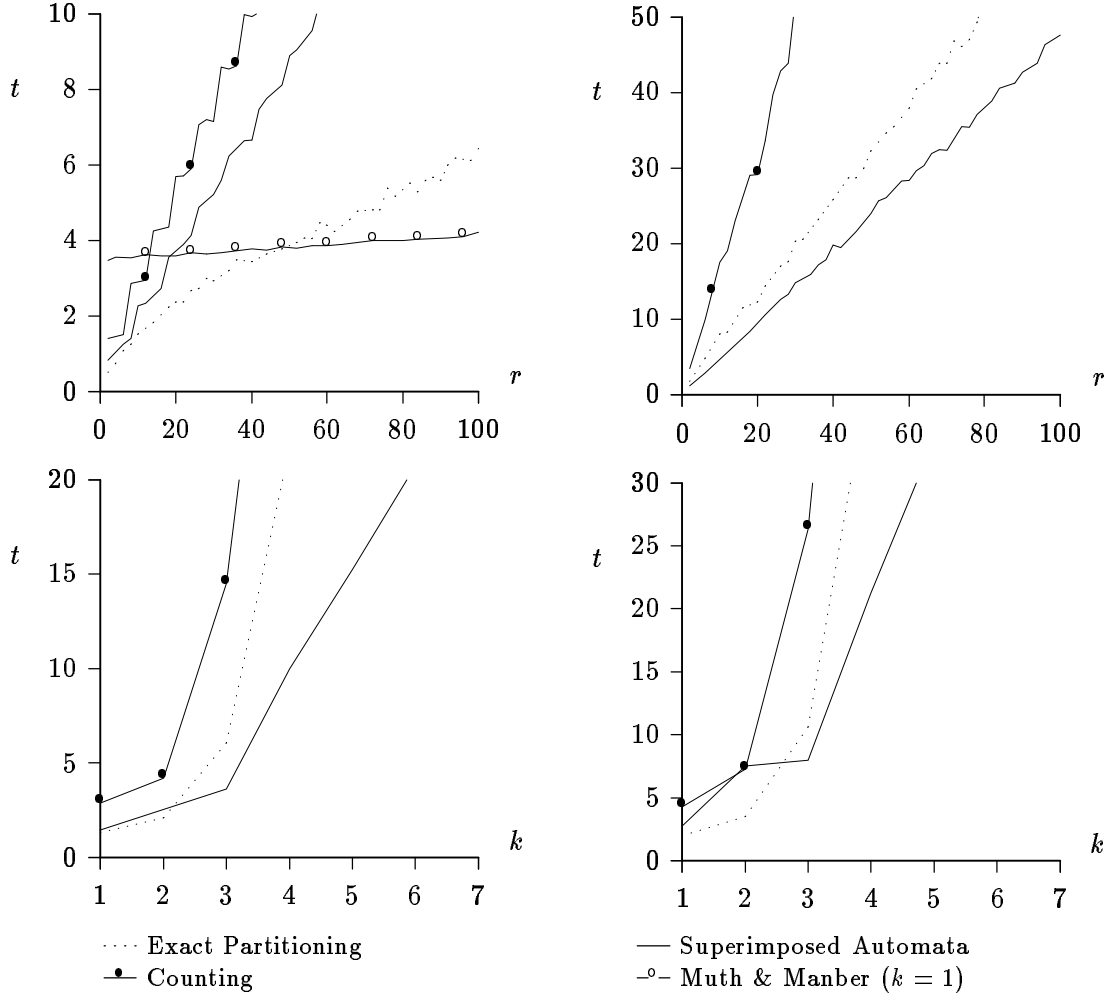 10
8
6
4
2
0
t
r
0 20 40 60 80 100
50
40
30
20
10
0
t
r
0 20 40 60 80 100
20
15
10
5
0
t
k
1 2 3 4 5 6 7
30
25
20
15
10
5
0
t
k
1 2 3 4 5 6 7
Exact Partitioning
Superimposed Automata
Counting
Muth & Manber (k = 1)